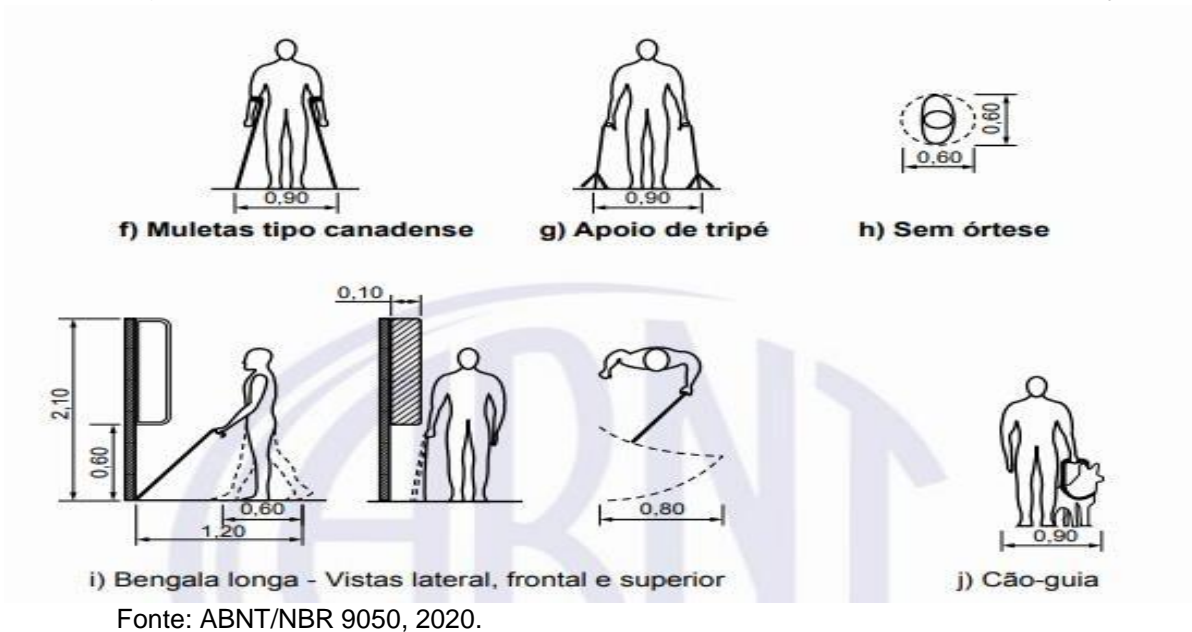 0,90
0,90
0,60
0,60
f) Muletas tipo canadense
g) Apoio de tripé
h) Sem órtese
0,10
2,10
0,60
0,60
1,20
0,80
0,90
ABNT
i) Bengala longa - Vistas lateral, frontal e superior
j) Cão-guia
Fonte: ABNT/NBR 9050, 2020.